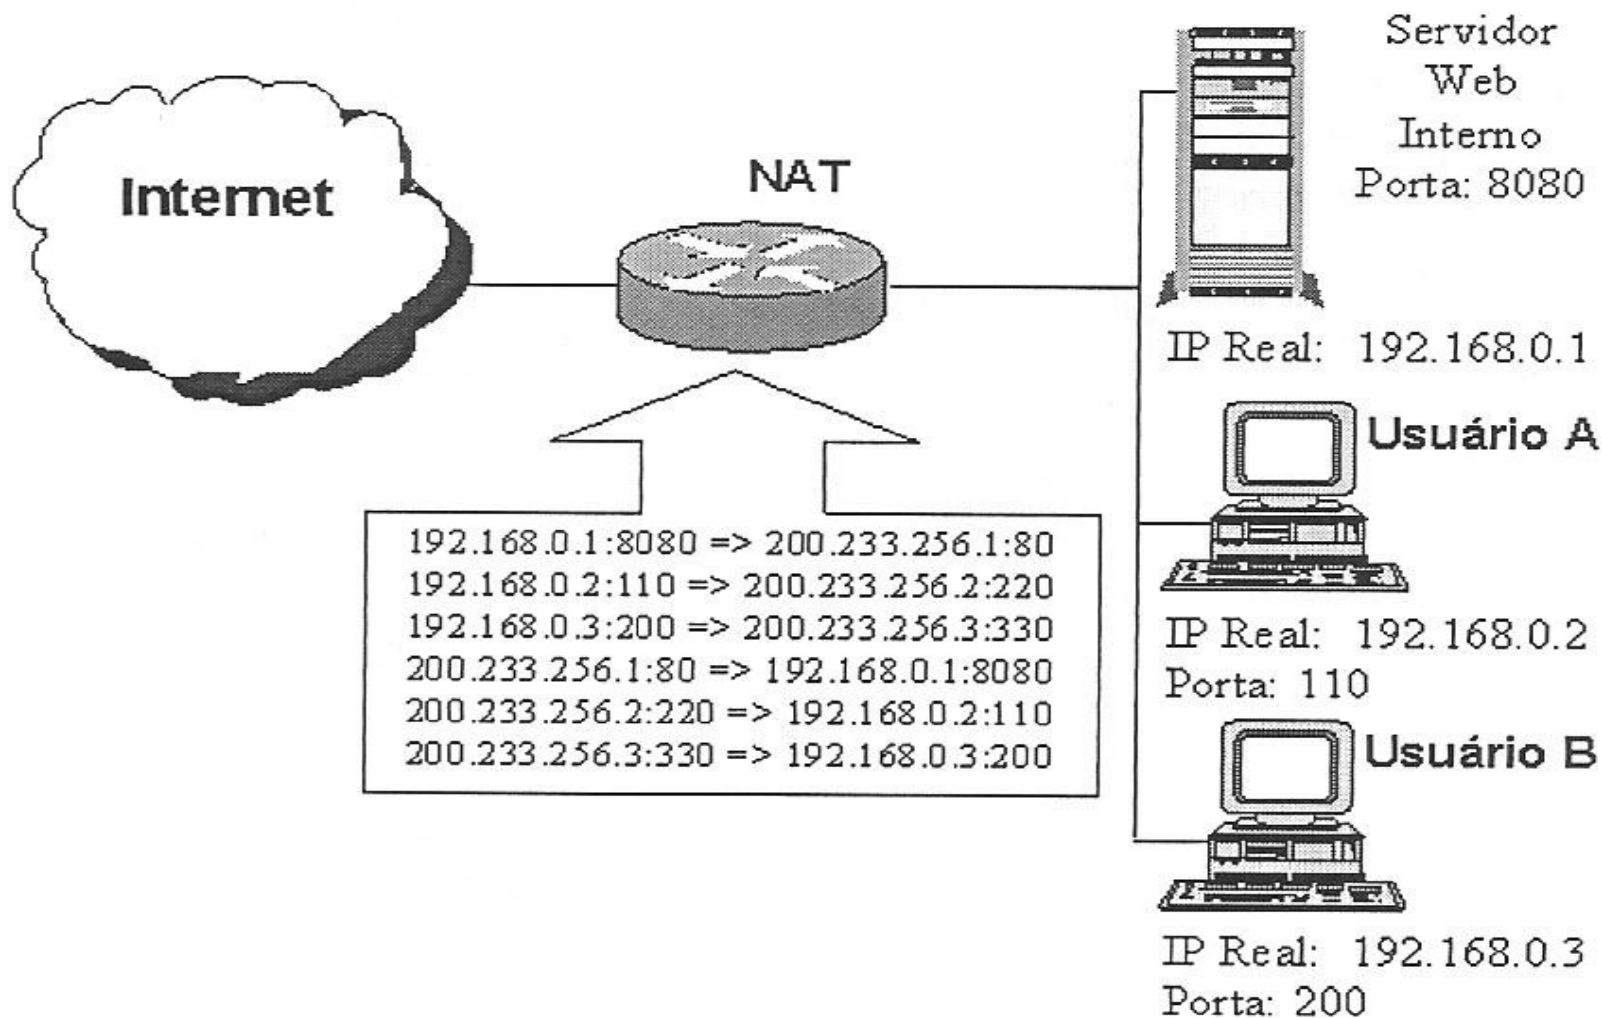 Servidor
Web
Interno
Porta: 8080
Internet
NAT
IP Real: 192.168.0.1
Usuário A
IP Real: 192.168.0.2
Porta: 110
Usuário B
IP Real: 192.168.0.3
Porta: 200
192.168.0.1:8080 => 200.233.256.1:80
192.168.0.2:110 => 200.233.256.2:220
192.168.0.3:200 => 200.233.256.3:330
200.233.256.1:80 => 192.168.0.1:8080
200.233.256.2:220 => 192.168.0.2:110
200.233.256.3:330 => 192.168.0.3:200